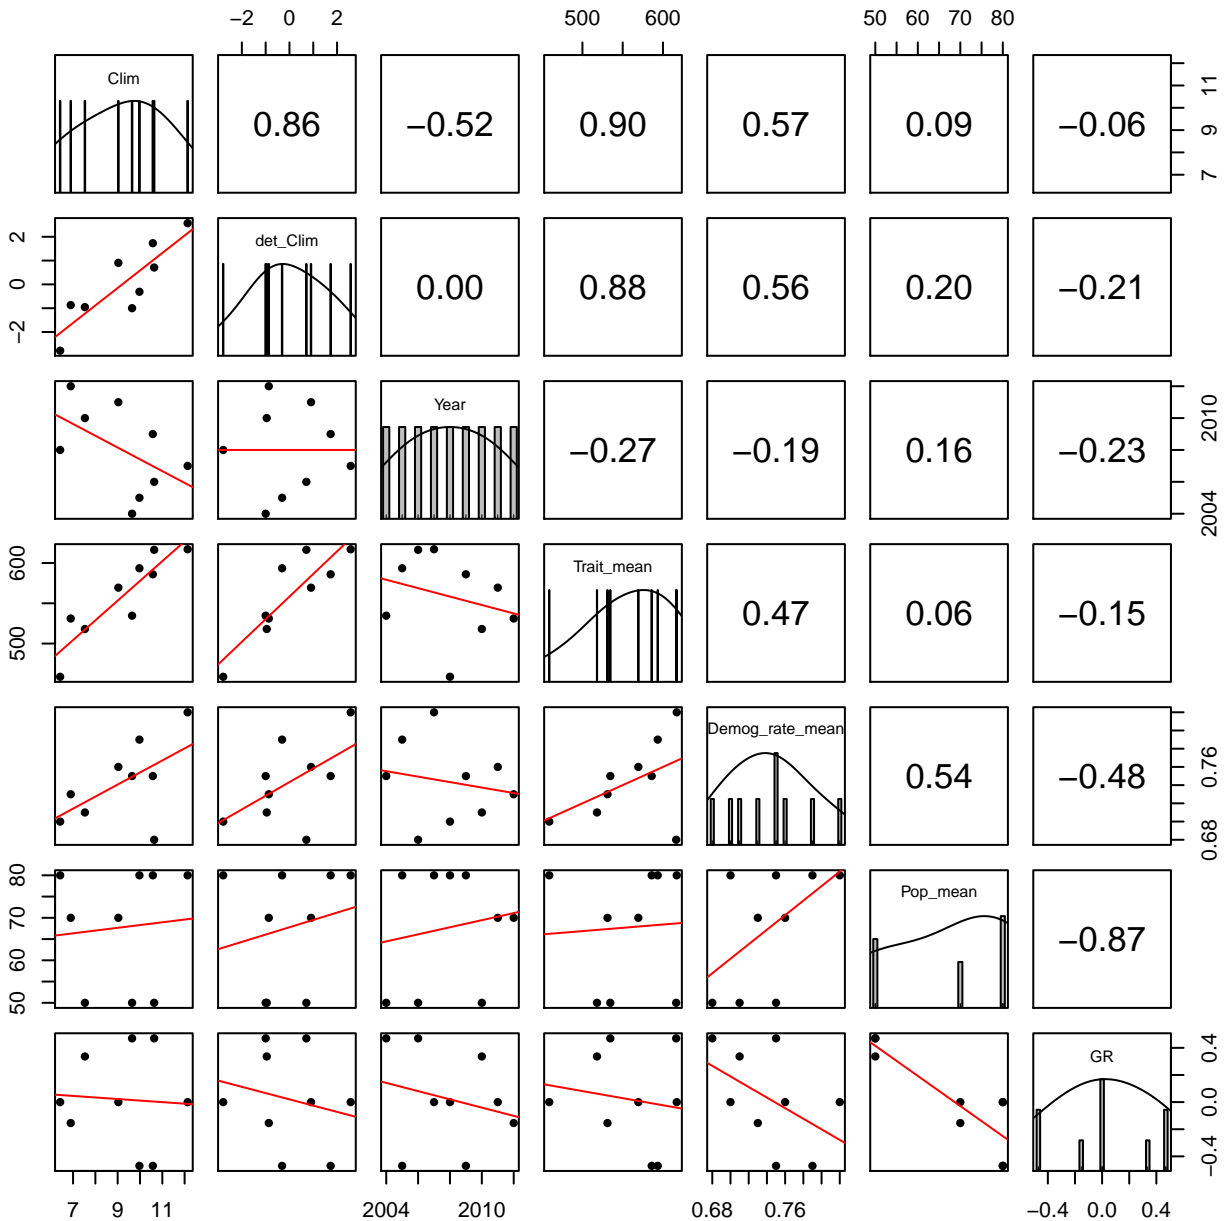 −2 0 2 500 600 50 60 70 80
Clim 0.86 −0.52 0.90 0.57 0.09 −0.06
7 9 11
−2 0 2
det_Clim 0.00 0.88 0.56 0.20 −0.21
Year −0.27 −0.19 0.16 −0.23
2004 2010
500 600
Trait_mean 0.47 0.06 −0.15
Demog_rate_mean 0.54 −0.48
0.68 0.76
50 60 70 80
Pop_mean −0.87
GR
−0.4 0.0 0.4
7 9 11 2004 2010 0.68 0.76 −0.4 0.0 0.4